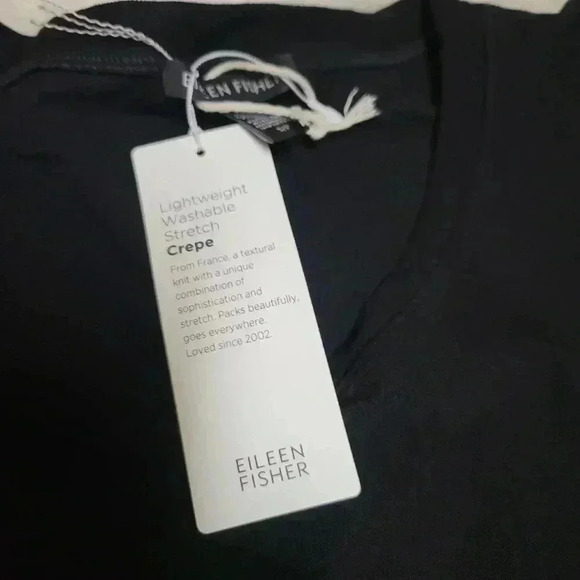 EN FISHER
Lightweight
Washable
Stretch
Crepe
From France, a textural
knit with a unique
combination of
sophistication and
stretch. Packs beautifully,
goes everywhere.
Loved since 2002.
EILEEN
FISHER